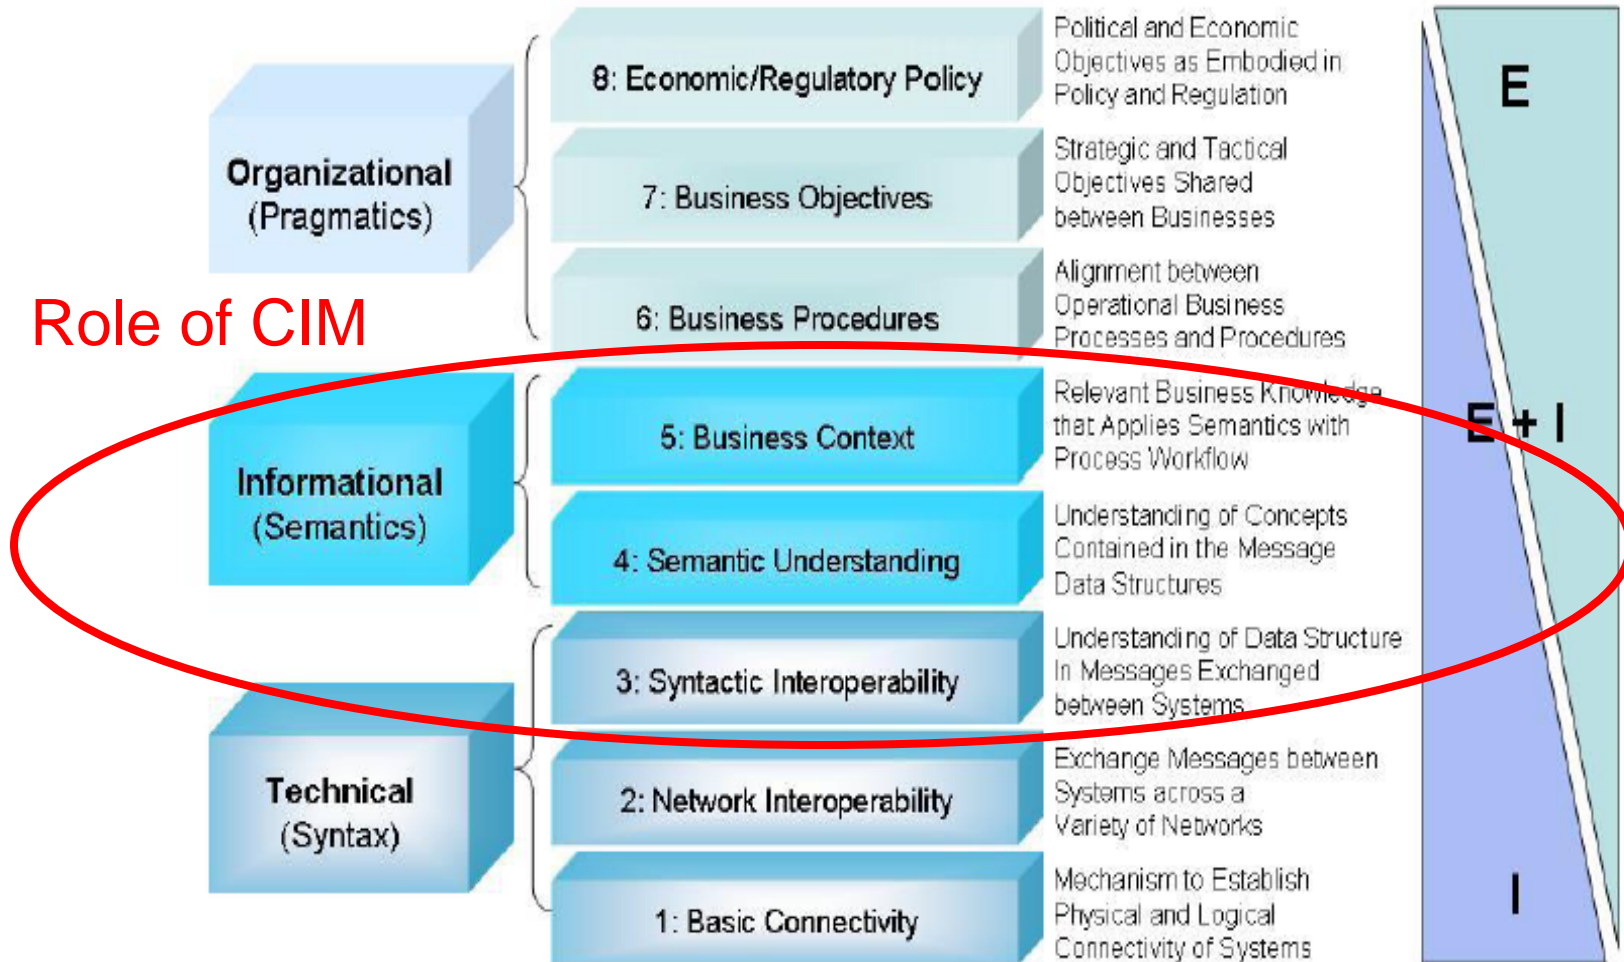 8: Economic/Regulatory Policy
Political and Economic
Objectives as Embodied in
Policy and Regulation
E
Organizational
(Pragmatics)
7: Business Objectives
Strategic and Tactical
Objectives Shared
between Businesses
6: Business Procedures
Alignment between
Operational Business
Processes and Procedures
Role of CIM
Informational
(Semantics)
5: Business Context
Relevant Business Knowledge
that Applies Semantics with
Process Workflow
E + I
4: Semantic Understanding
Understanding of Concepts
Contained in the Message
Data Structures
Technical
(Syntax)
3: Syntactic Interoperability
Understanding of Data Structure
In Messages Exchanged
between Systems
2: Network Interoperability
Exchange Messages between
Systems across a
Variety of Networks
1: Basic Connectivity
Mechanism to Establish
Physical and Logical
Connectivity of Systems
I